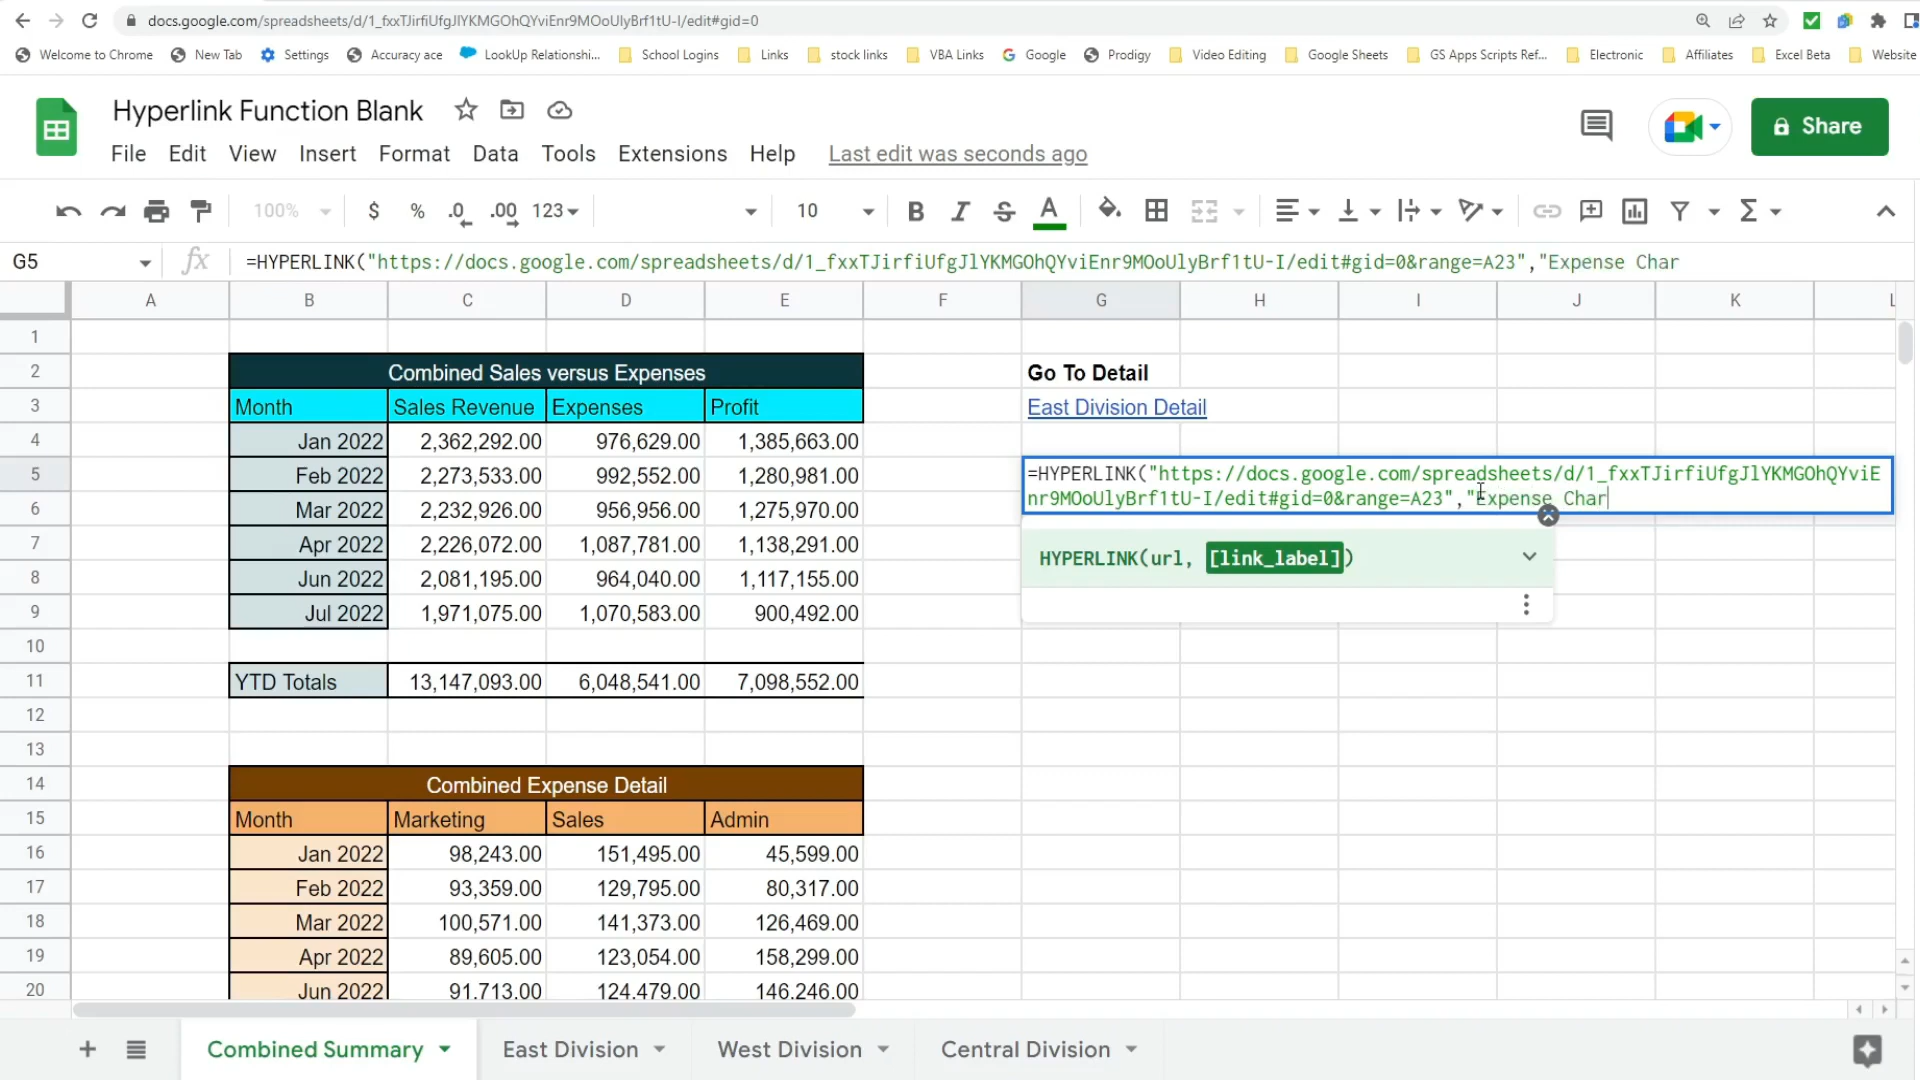 docs.google.com/spreadsheets/d/1_fxxTJirfiUfgJlYKMGOhQYviEnr9MOoUlyBrf1tU-I/edit#gid=0
Welcome to Chrome New Tab Settings Accuracy ace LookUp Relationshi... School Logins Links stock links VBA Links Google Prodigy Video Editing Google Sheets GS Apps Scripts Ref... Electronic Affiliates Excel Beta Website
Hyperlink Function Blank
Share
File Edit View Insert Format Data Tools Extensions Help Last edit was seconds ago
100% $ % .0 .00 123 10 B I S A
G5 fx =HYPERLINK("https://docs.google.com/spreadsheets/d/1_fxxTJirfiUfgJlYKMGOhQYviEnr9MOoUlyBrf1tU-I/edit#gid=0&range=A23","Expense Char
A B C D E F G H I J K L
1
2 Combined Sales versus Expenses Go To Detail
3 Month Sales Revenue Expenses Profit East Division Detail
4 Jan 2022 2,362,292.00 976,629.00 1,385,663.00
5 Feb 2022 2,273,533.00 992,552.00 1,280,981.00 =HYPERLINK("https://docs.google.com/spreadsheets/d/1_fxxTJirfiUfgJlYKMGOhQYviE
nr9MOoUlyBrf1tU-I/edit#gid=0&range=A23","Expense Char
6 Mar 2022 2,232,926.00 956,956.00 1,275,970.00
7 Apr 2022 2,226,072.00 1,087,781.00 1,138,291.00 HYPERLINK(url, [link_label])
8 Jun 2022 2,081,195.00 964,040.00 1,117,155.00
9 Jul 2022 1,971,075.00 1,070,583.00 900,492.00
10
11 YTD Totals 13,147,093.00 6,048,541.00 7,098,552.00
12
13
14 Combined Expense Detail
15 Month Marketing Sales Admin
16 Jan 2022 98,243.00 151,495.00 45,599.00
17 Feb 2022 93,359.00 129,795.00 80,317.00
18 Mar 2022 100,571.00 141,373.00 126,469.00
19 Apr 2022 89,605.00 123,054.00 158,299.00
20 Jun 2022 91,713.00 124,479.00 146,246.00
Combined Summary East Division West Division Central Division